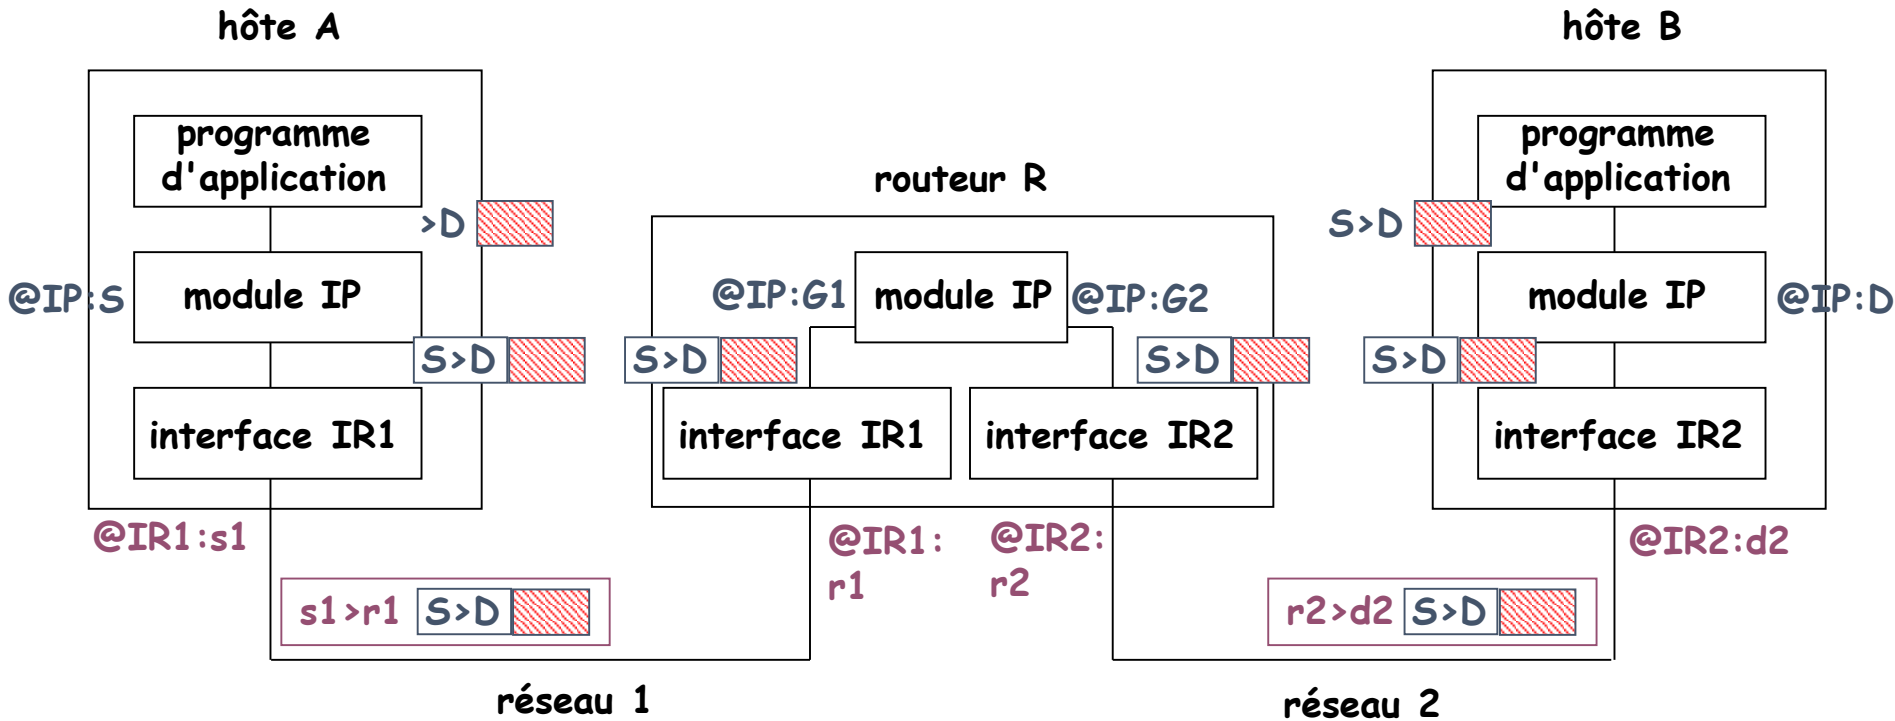 hôte A
hôte B
programme
d'application
programme
d'application
routeur R
>D
S>D
@IP:S
module IP
@IP:G1
module IP
@IP:G2
module IP
@IP:D
S>D
S>D
S>D
S>D
interface IR1
interface IR1
interface IR2
interface IR2
@IR1:s1
@IR1:
r1
@IR2:
r2
@IR2:d2
s1>r1 S>D
r2>d2 S>D
réseau 1
réseau 2